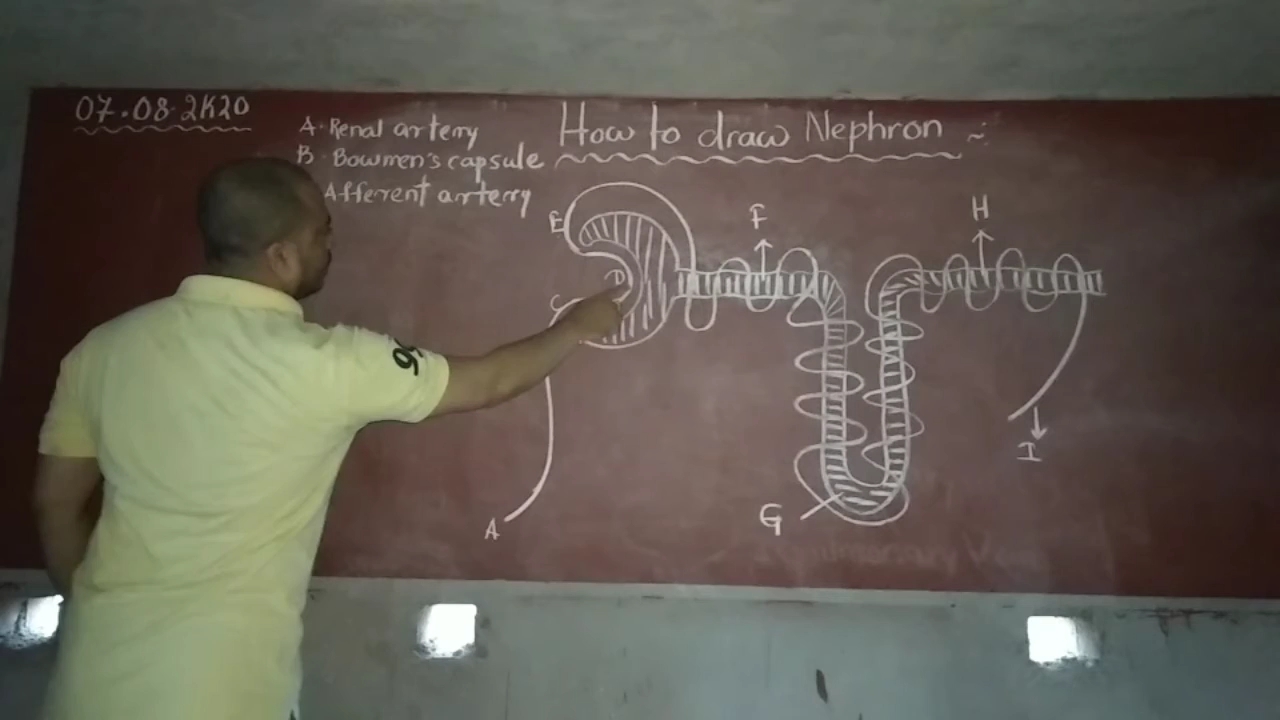 07.08.2K20
A. Renal artery
B. Bowmen's capsule
Afferent artery
How to draw Nephron
E
F
H
D
C
I
G
A